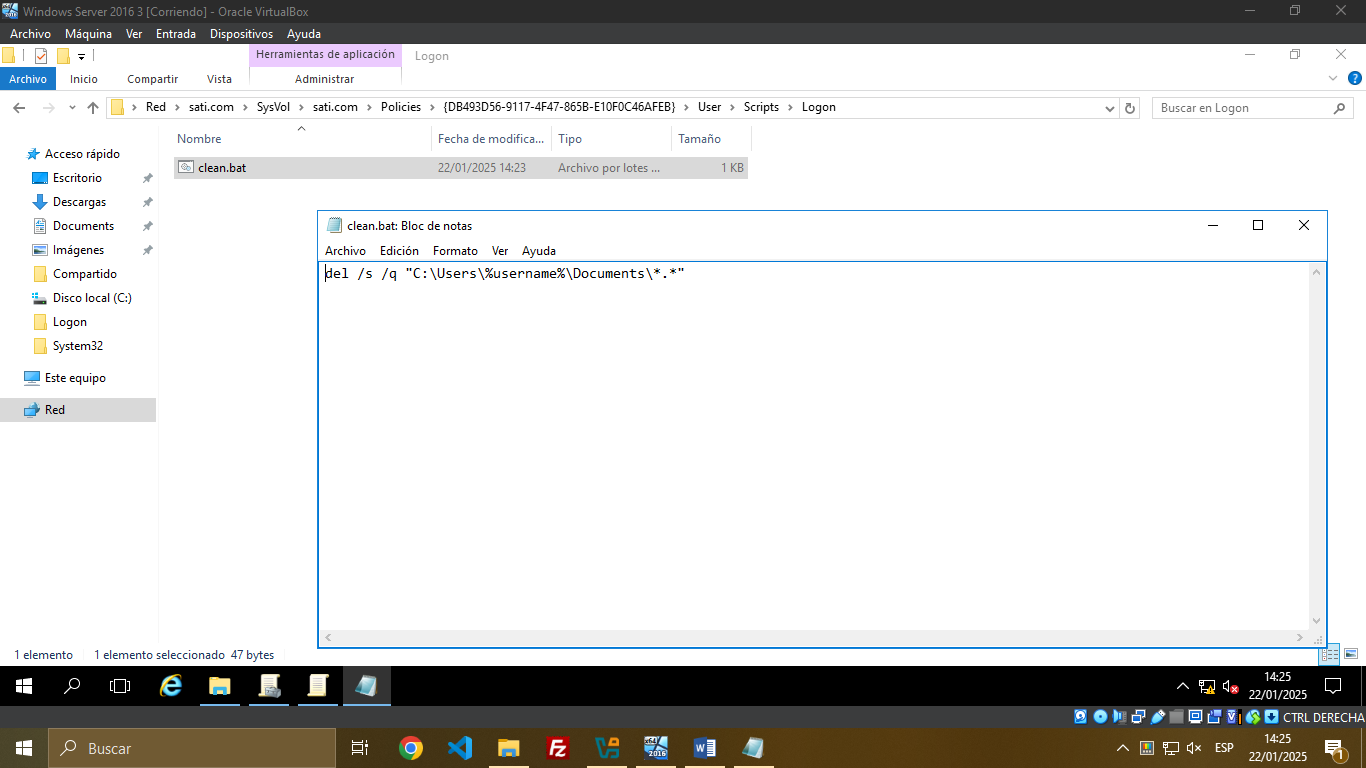 Windows Server 2016 3 [Corriendo] - Oracle VirtualBox
Archivo Máquina Ver Entrada Dispositivos Ayuda
Herramientas de aplicación Logon
Archivo Inicio Compartir Vista Administrar
Red sati.com SysVol sati.com Policies {DB493D56-9117-4F47-865B-E10F0C46AFEB} User Scripts Logon
Buscar en Logon
Nombre Fecha de modifica... Tipo Tamaño
clean.bat 22/01/2025 14:23 Archivo por lotes ... 1 KB
Acceso rápido
Escritorio
Descargas
Documents
Imágenes
Compartido
Disco local (C:)
Logon
System32
Este equipo
Red
clean.bat: Bloc de notas
Archivo Edición Formato Ver Ayuda
del /s /q "C:\Users\%username%\Documents\*.*"
1 elemento 1 elemento seleccionado 47 bytes
14:25
22/01/2025
CTRL DERECHA
Buscar
x64
2016
ESP
14:25
22/01/2025
1